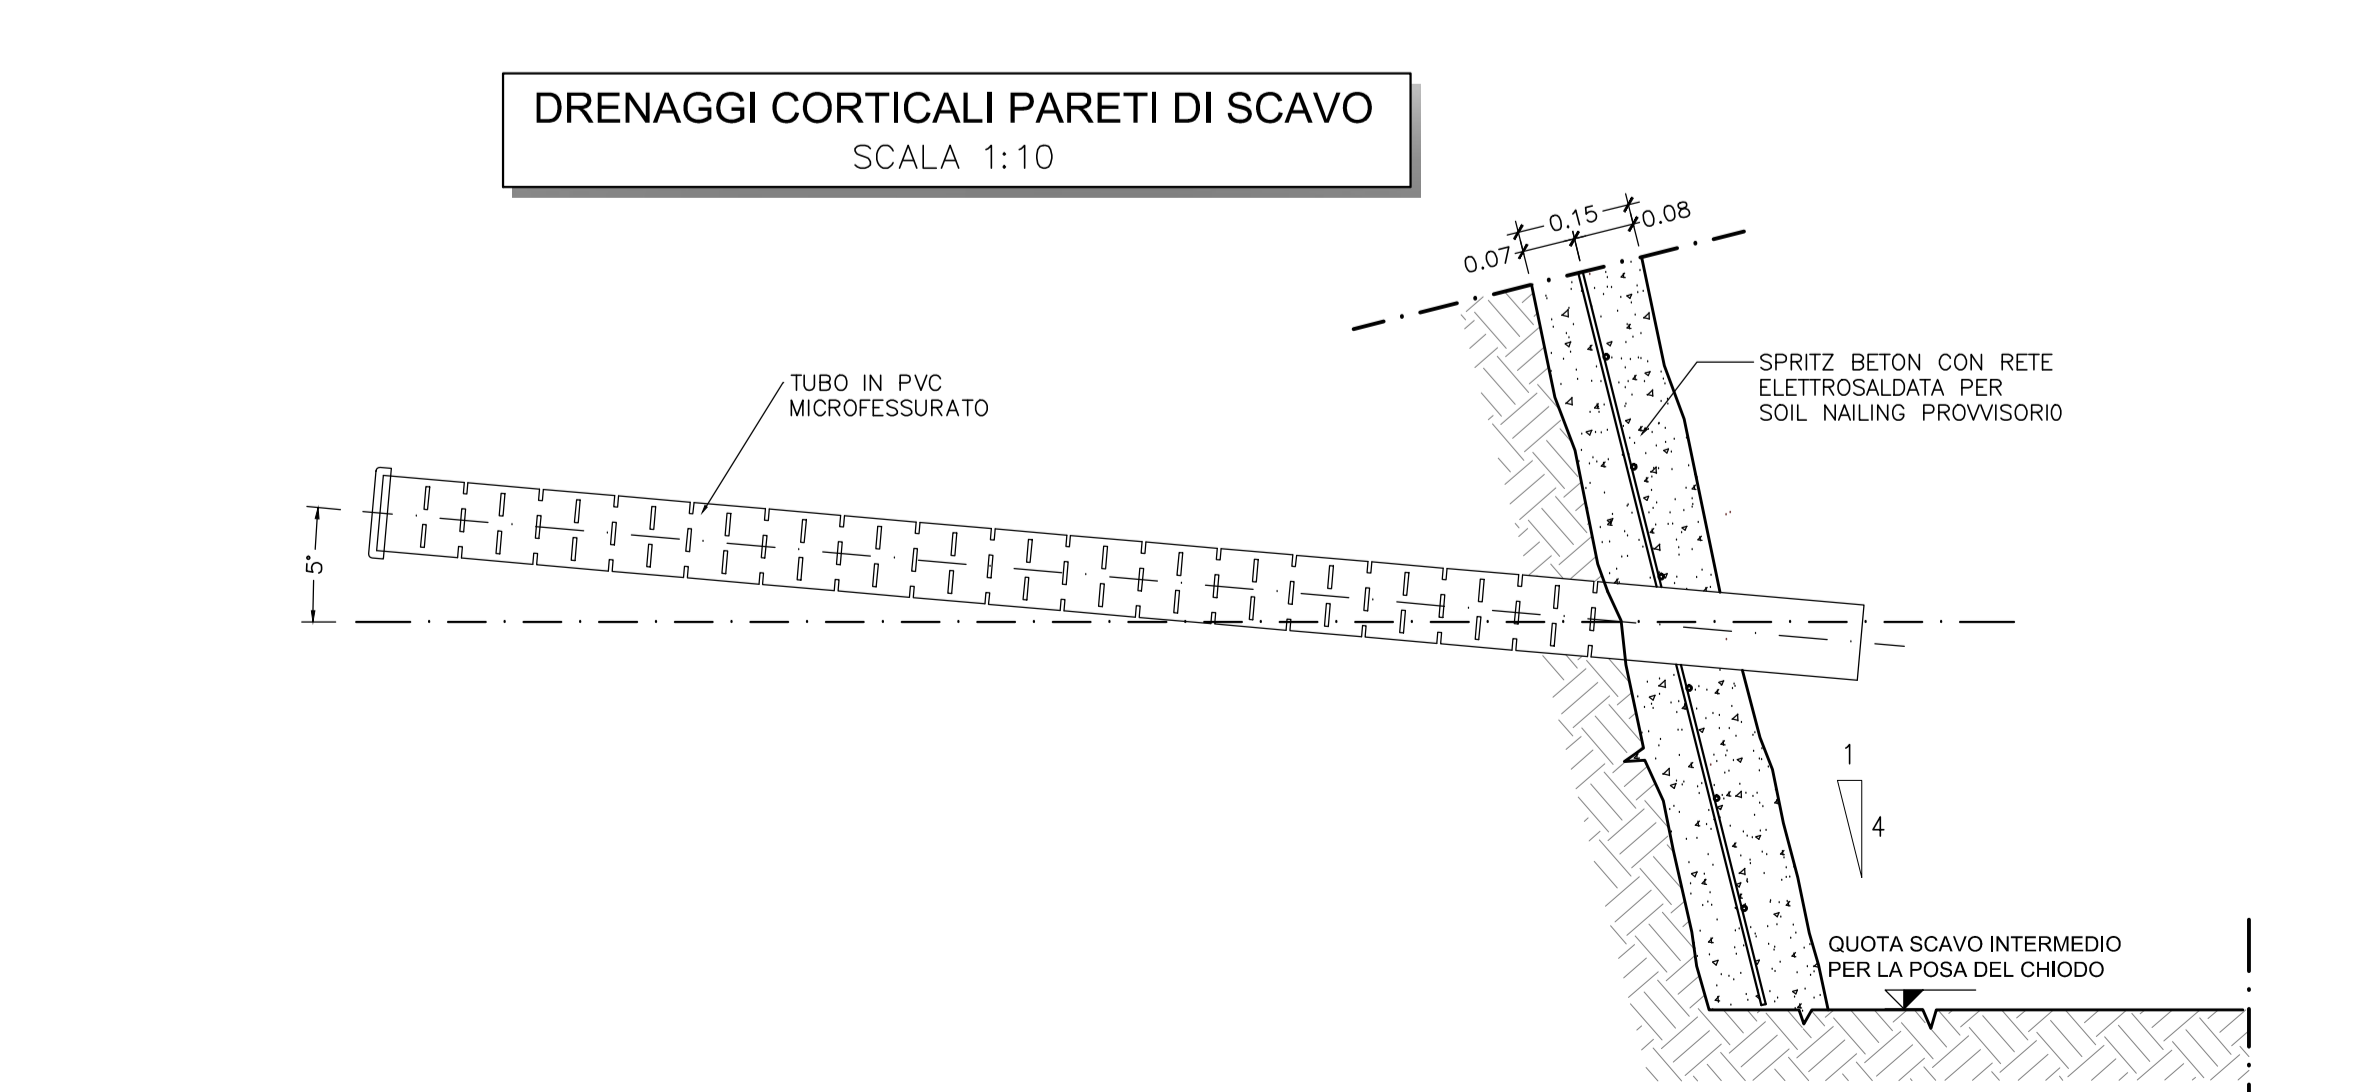 DRENAGGI CORTICALI PARETI DI SCAVO
SCALA 1:10
0.15
0.08
0.07
SPRITZ BETON CON RETE
ELETTROSALDATA PER
SOIL NAILING PROVVISORIO
TUBO IN PVC
MICROFESSURATO
5°
1
4
QUOTA SCAVO INTERMEDIO
PER LA POSA DEL CHIODO